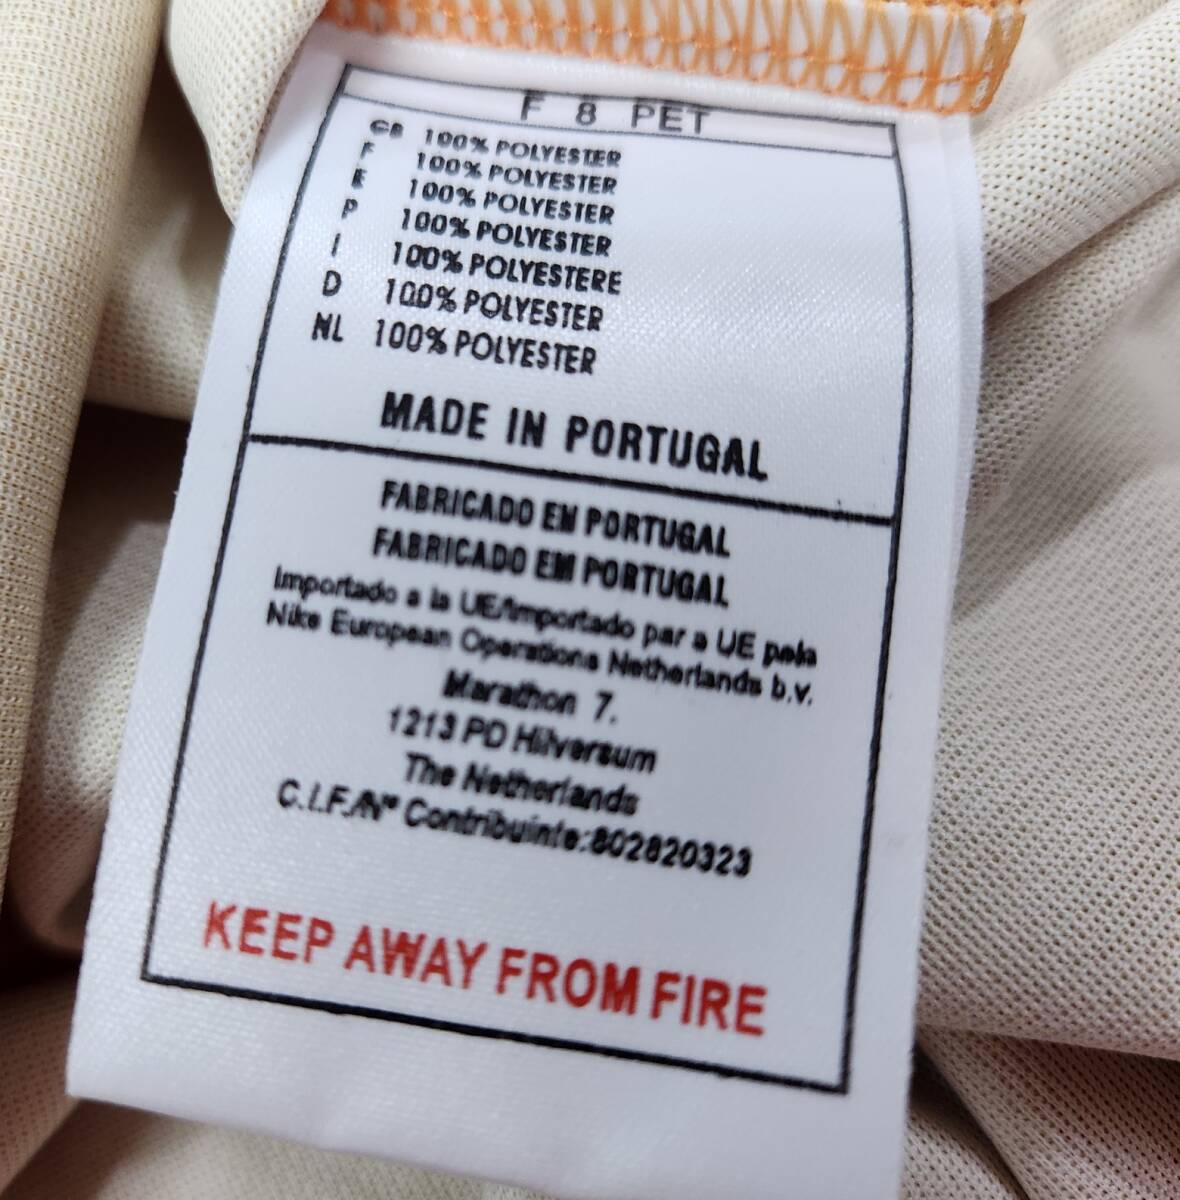 F 8 PET
GB 100% POLYESTER
F 100% POLYESTER
E 100% POLYESTER
P 100% POLYESTER
I 100% POLYESTERE
D 100% POLYESTER
NL 100% POLYESTER
MADE IN PORTUGAL
FABRICADO EN PORTUGAL
FABRICADO EM PORTUGAL
Importado a la UE/Importado par a UE pela
Nike European Operations Netherlands b.v.
Marathon 7.
1213 PD Hilversum
The Netherlands
C.I.F./Nº Contribuinte:802820323
KEEP AWAY FROM FIRE